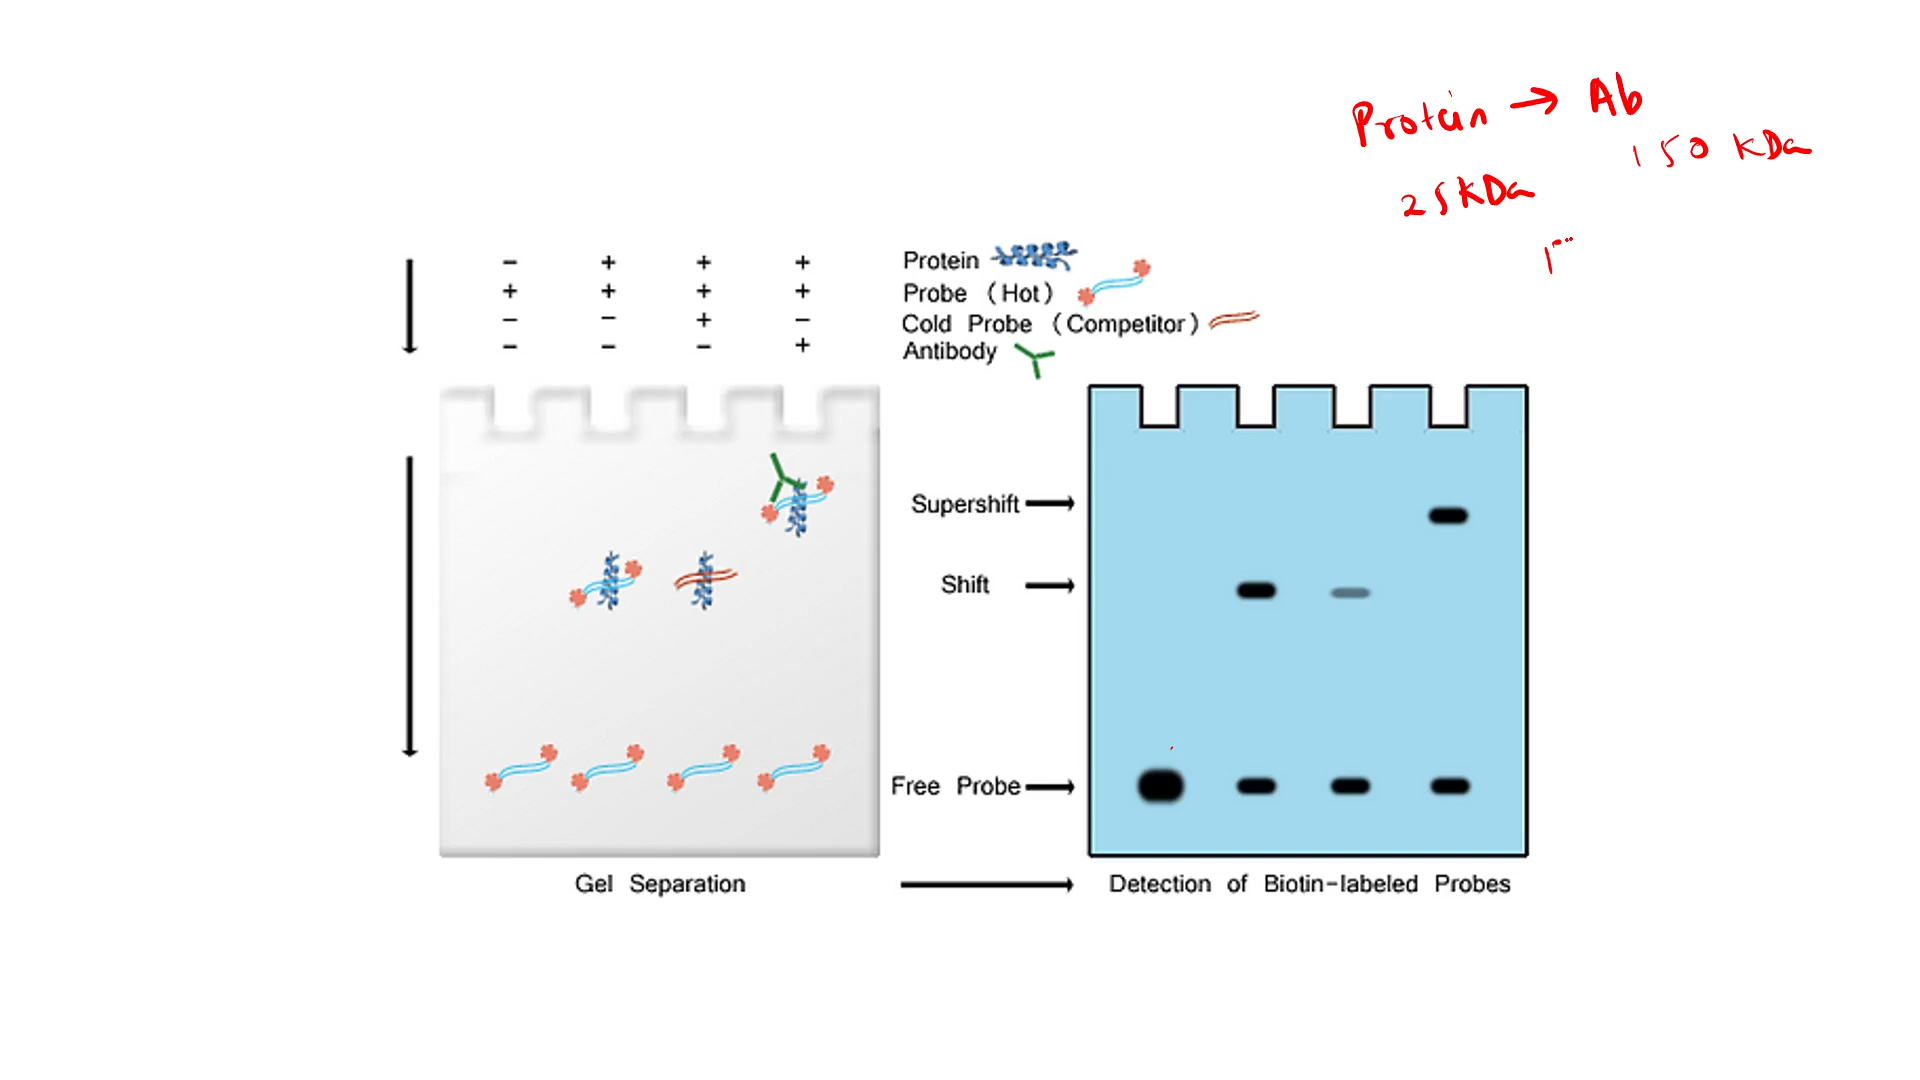 Protein → Ab
150 kDa
25 kDa
− + + + Protein
+ + + + Probe (Hot)
− − + − Cold Probe (Competitor)
− − − + Antibody
Supershift
Shift
Free Probe
Gel Separation
Detection of Biotin-labeled Probes